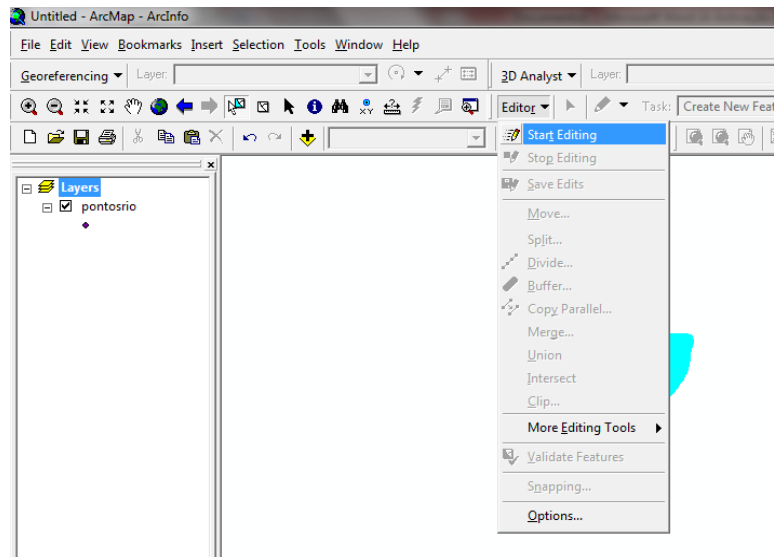 Untitled - ArcMap - ArcInfo
File Edit View Bookmarks Insert Selection Tools Window Help
Georeferencing Layer: 3D Analyst Layer:
Editor Task: Create New Feat
Layers
pontosrio
Start Editing
Stop Editing
Save Edits
Move...
Split...
Divide...
Buffer...
Copy Parallel...
Merge...
Union
Intersect
Clip...
More Editing Tools
Validate Features
Snapping...
Options...